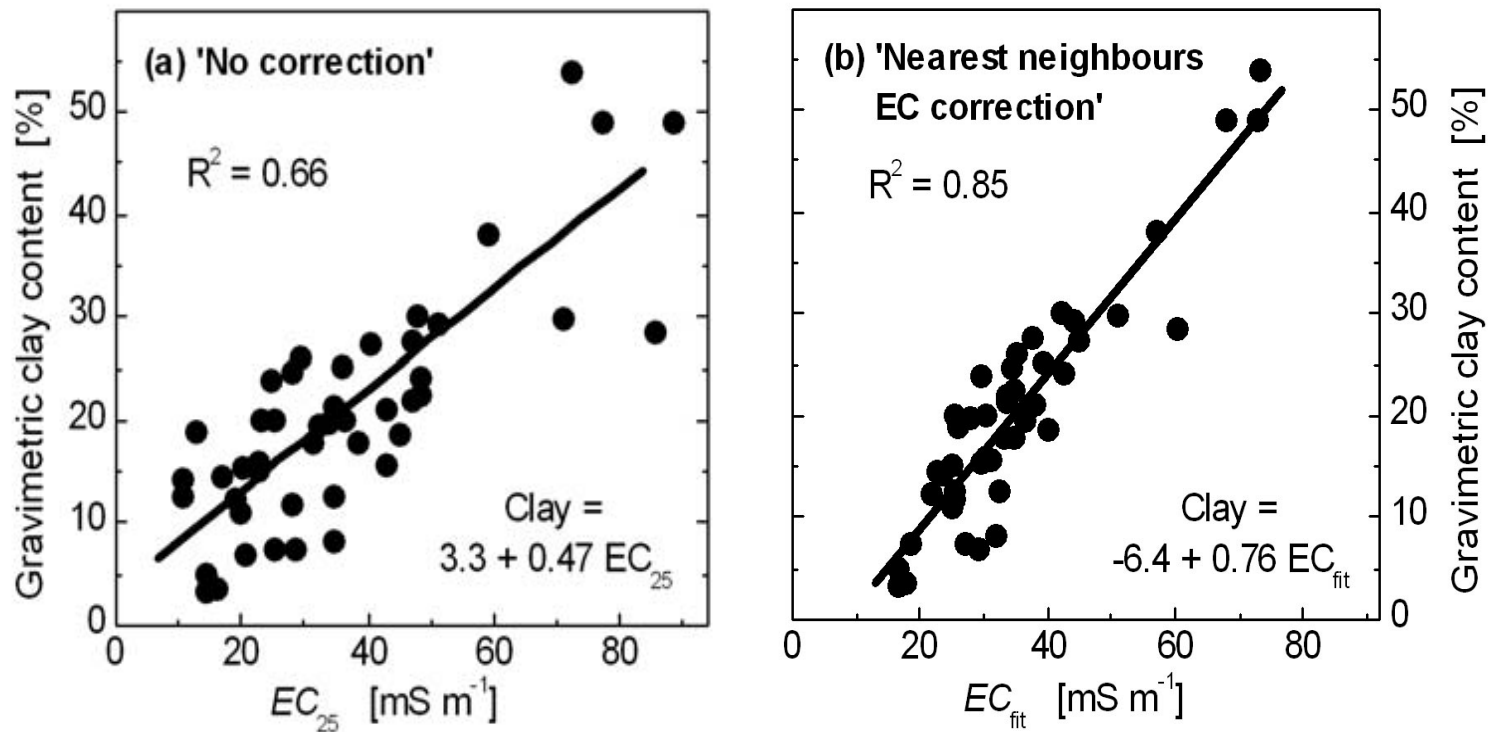 (a) 'No correction'
R² = 0.66
Clay =
3.3 + 0.47 EC₂₅
Gravimetric clay content [%]
50
40
30
20
10
0
0 20 40 60 80
EC₂₅ [mS m⁻¹]
(b) 'Nearest neighbours
EC correction'
R² = 0.85
Clay =
-6.4 + 0.76 EC_fit
50
40
30
20
10
0
Gravimetric clay content [%]
0 20 40 60 80
EC_fit [mS m⁻¹]